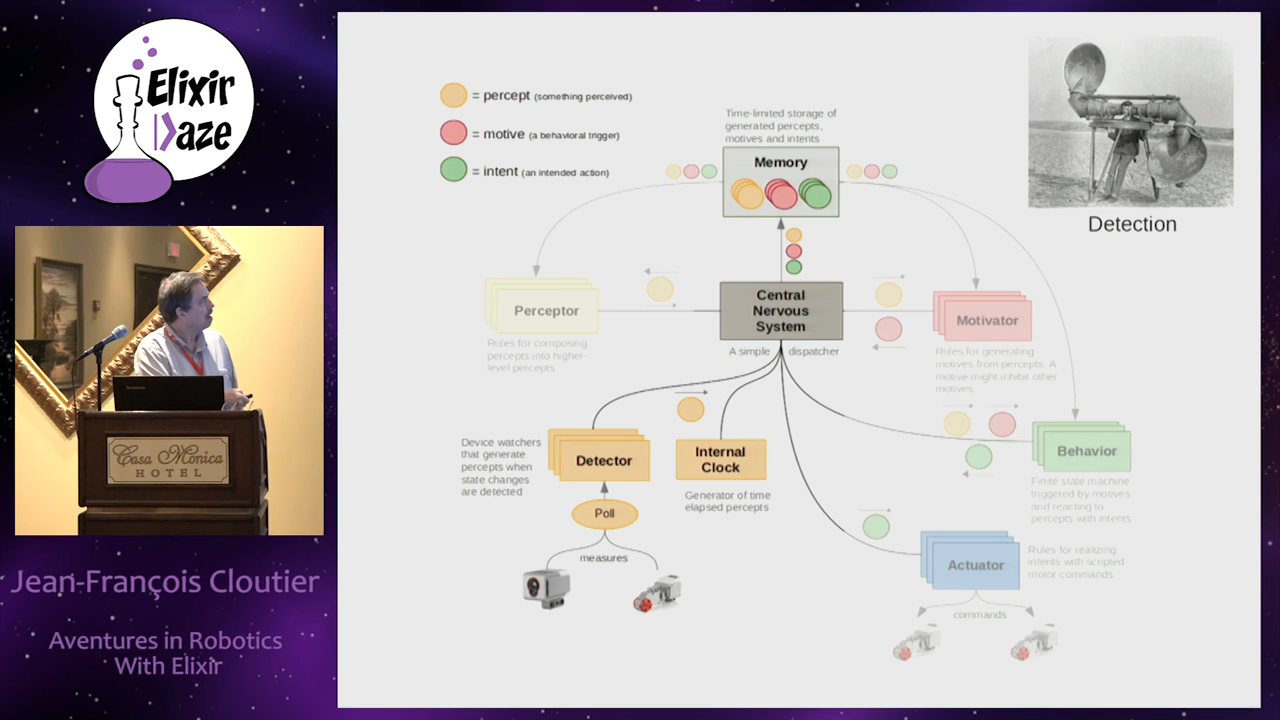 Elixir
Daze
Casa Monica
HOTEL
Jean-François Cloutier
Aventures in Robotics
With Elixir
= percept (something perceived)
= motive (a behavioral trigger)
= intent (an intended action)
Time-limited storage of
generated percepts,
motives and intents
Memory
Detection
Perceptor
Rules for composing
percepts into higher-
level percepts
Central
Nervous
System
A simple dispatcher
Motivator
Rules for generating
motives from percepts. A
motive might inhibit other
motives
Device watchers
that generate
percepts when
state changes
are detected
Detector
Internal
Clock
Generator of time
elapsed percepts
Poll
measures
Behavior
Finite state machine
triggered by motives
and reacting to
percepts with intents
Actuator
Rules for realizing
intents with scripted
motor commands
commands